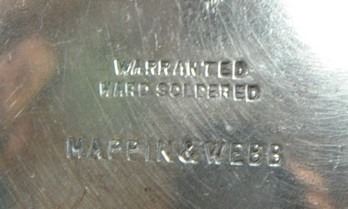 WARRANTED
HARD SOLDERED
MAPPIN & WEBB